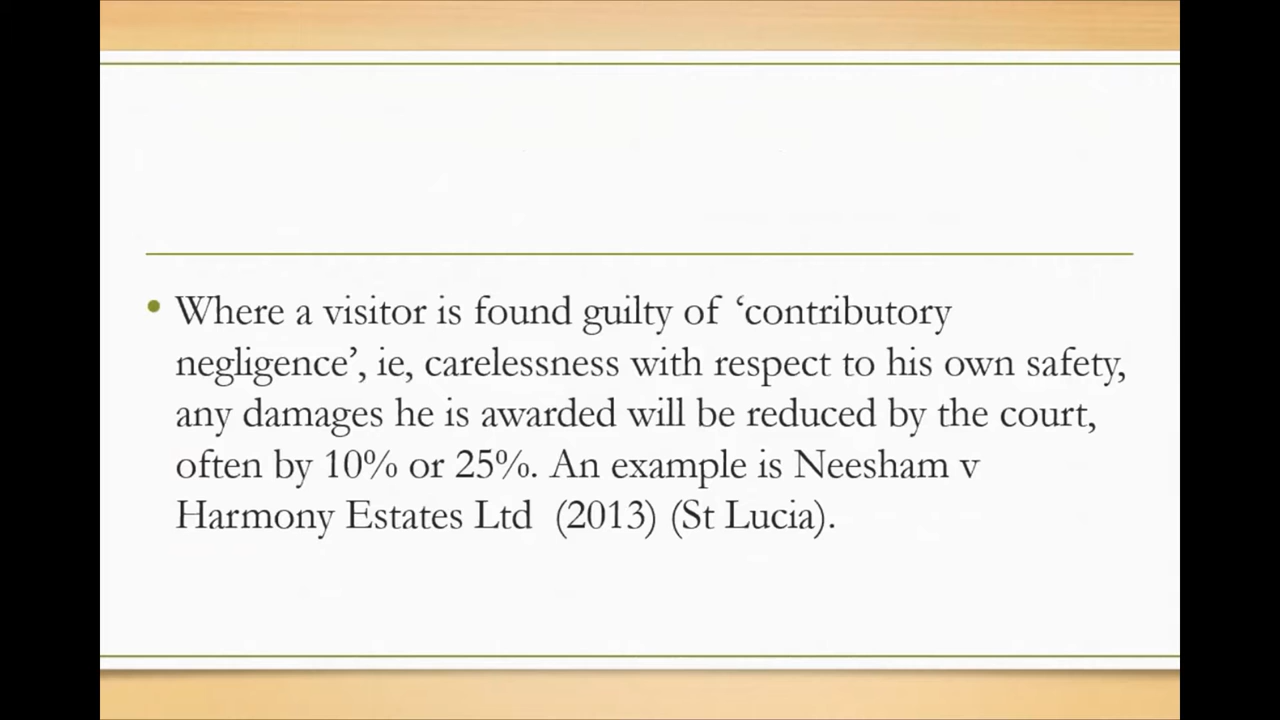 • Where a visitor is found guilty of ‘contributory
negligence’, ie, carelessness with respect to his own safety,
any damages he is awarded will be reduced by the court,
often by 10% or 25%. An example is Neesham v
Harmony Estates Ltd  (2013) (St Lucia).